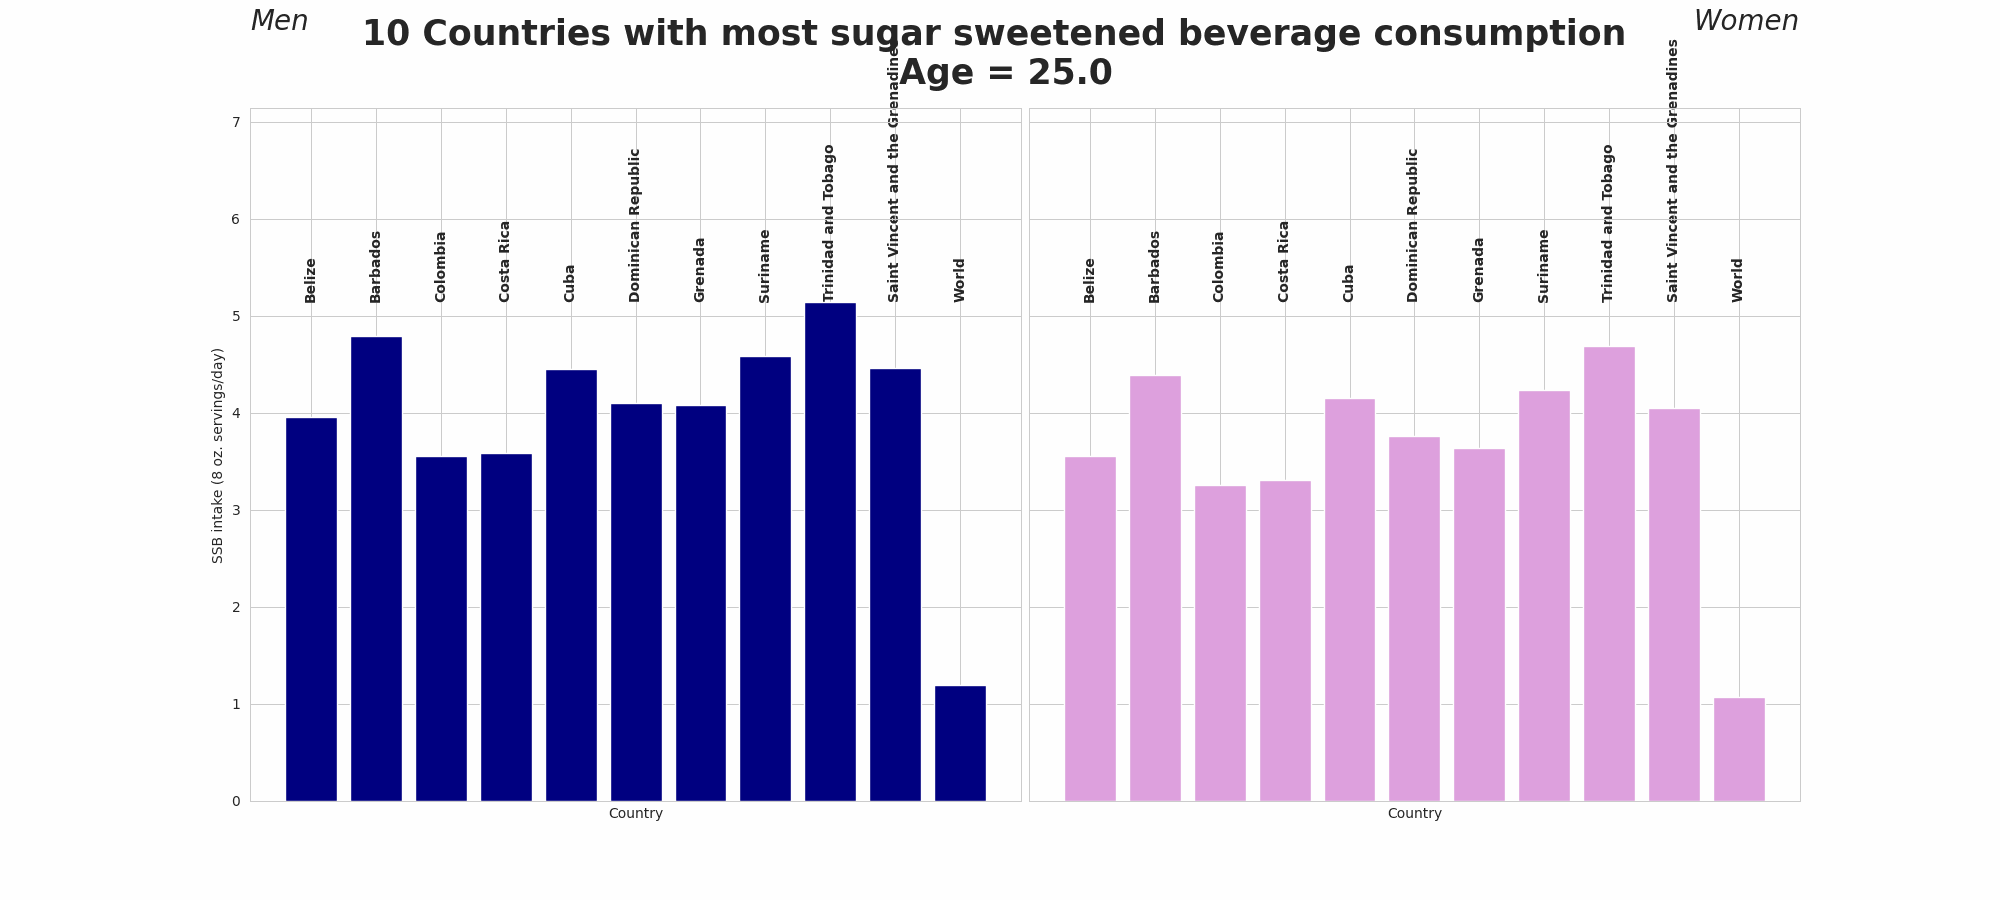 Men
10 Countries with most sugar sweetened beverage consumption
Women
Age = 25.0
SSB intake (8 oz. servings/day)
7
6
5
4
3
2
1
0
Belize
Barbados
Colombia
Costa Rica
Cuba
Dominican Republic
Grenada
Suriname
Trinidad and Tobago
Saint Vincent and the Grenadines
World
Country
Belize
Barbados
Colombia
Costa Rica
Cuba
Dominican Republic
Grenada
Suriname
Trinidad and Tobago
Saint Vincent and the Grenadines
World
Country